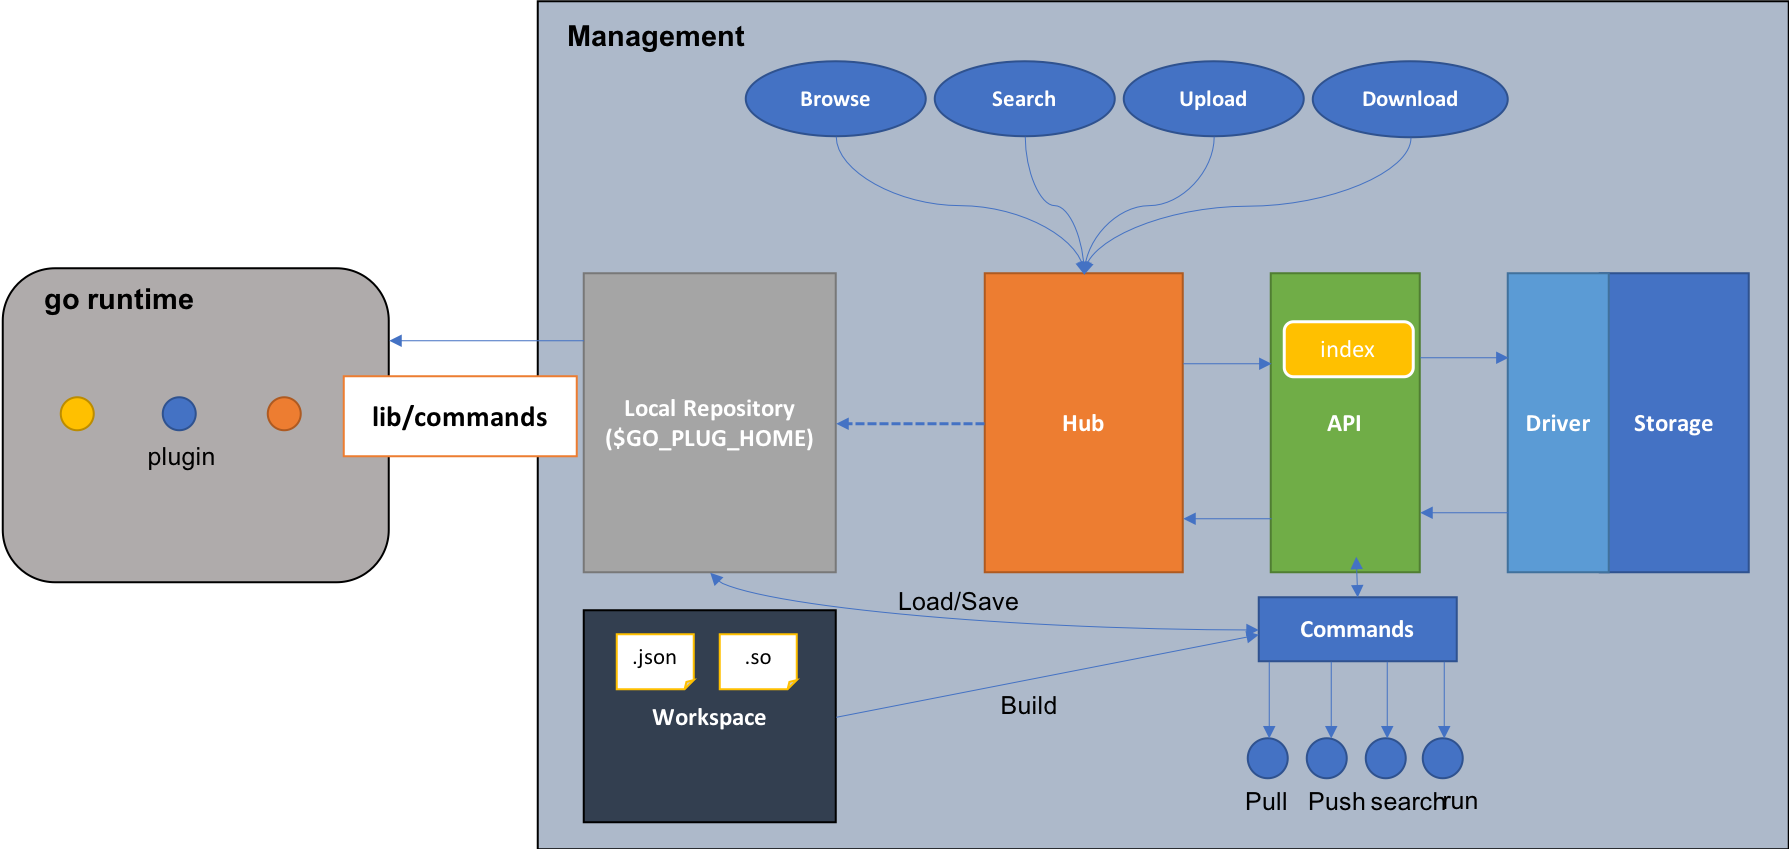 Management
Browse
Search
Upload
Download
go runtime
plugin
lib/commands
Local Repository
($GO_PLUG_HOME)
Hub
index
API
Driver
Storage
Load/Save
.json
.so
Workspace
Build
Commands
Pull
Push
search
run